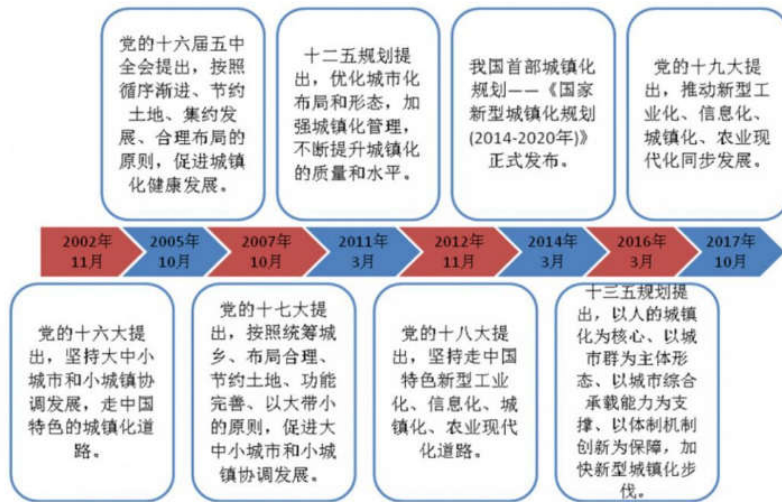 党的十六届五中
全会提出，按照
循序渐进、节约
土地、集约发
展、合理布局的
原则，促进城镇
化健康发展。
十二五规划提
出，优化城市化
布局和形态，加
强城镇化管理，
不断提升城镇化
的质量和水平。
我国首部城镇化
规划——《国家
新型城镇化规划
(2014-2020年)》
正式发布。
党的十九大提
出，推动新型工
业化、信息化、
城镇化、农业现
代化同步发展。
2002年
11月
2005年
10月
2007年
10月
2011年
3月
2012年
11月
2014年
3月
2016年
3月
2017年
10月
党的十六大提
出，坚持大中小
城市和小城镇协
调发展，走中国
特色的城镇化道
路。
党的十七大提
出，按照统筹城
乡、布局合理、
节约土地、功能
完善、以大带小
的原则，促进大
中小城市和小城
镇协调发展。
党的十八大提
出，坚持走中国
特色新型工业
化、信息化、城
镇化、农业现代
化道路。
十三五规划提
出，以人的城镇
化为核心、以城
市群为主体形
态、以城市综合
承载能力为支
撑、以体制机制
创新为保障，加
快新型城镇化步
伐。